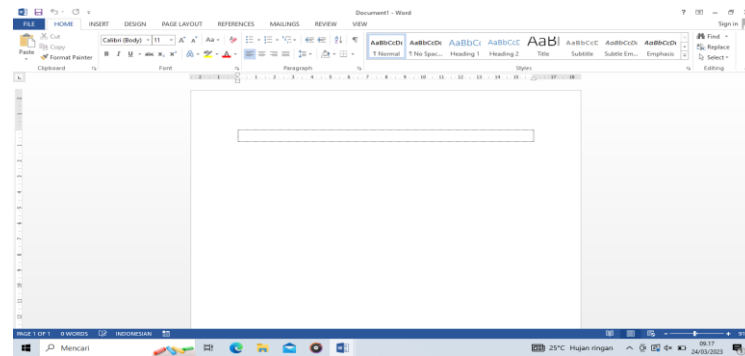 Document1 - Word
FILE HOME INSERT DESIGN PAGE LAYOUT REFERENCES MAILINGS REVIEW VIEW Sign in
Cut
Copy
Format Painter
Paste
Calibri (Body) 11
Clipboard Font Paragraph Styles Editing
AaBbCcDc AaBbCcDc AaBbCc AaBbCcE AaBl AaBbCcE AaBbCcDc AaBbCcDc
¶ Normal ¶ No Spac... Heading 1 Heading 2 Title Subtitle Subtle Em... Emphasis
Find
Replace
Select
PAGE 1 OF 1 0 WORDS INDONESIAN
Mencari 25°C Hujan ringan 09.17
24/03/2023